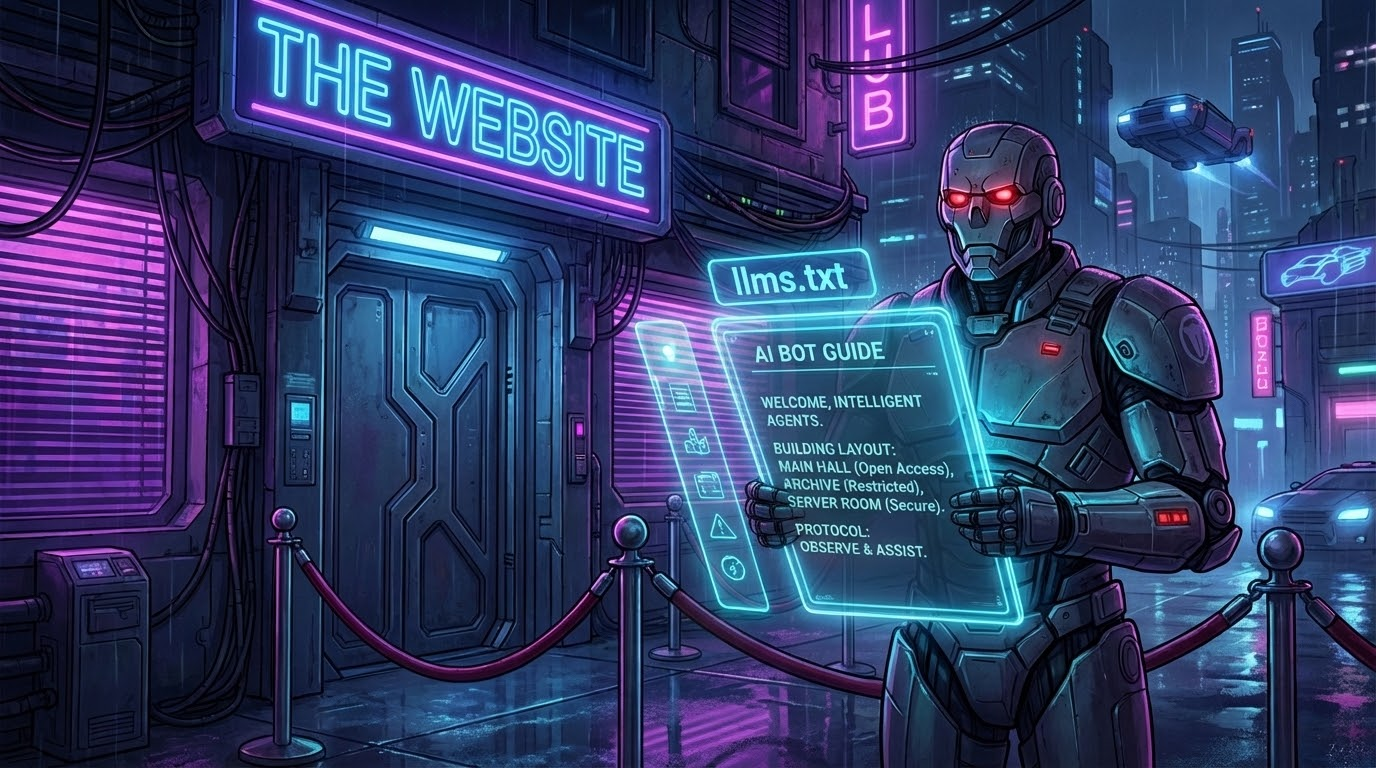 THE WEBSITE
LUB
llms.txt
AI BOT GUIDE
WELCOME, INTELLIGENT
AGENTS.
BUILDING LAYOUT:
MAIN HALL (Open Access),
ARCHIVE (Restricted),
SERVER ROOM (Secure).
PROTOCOL:
OBSERVE & ASSIST.